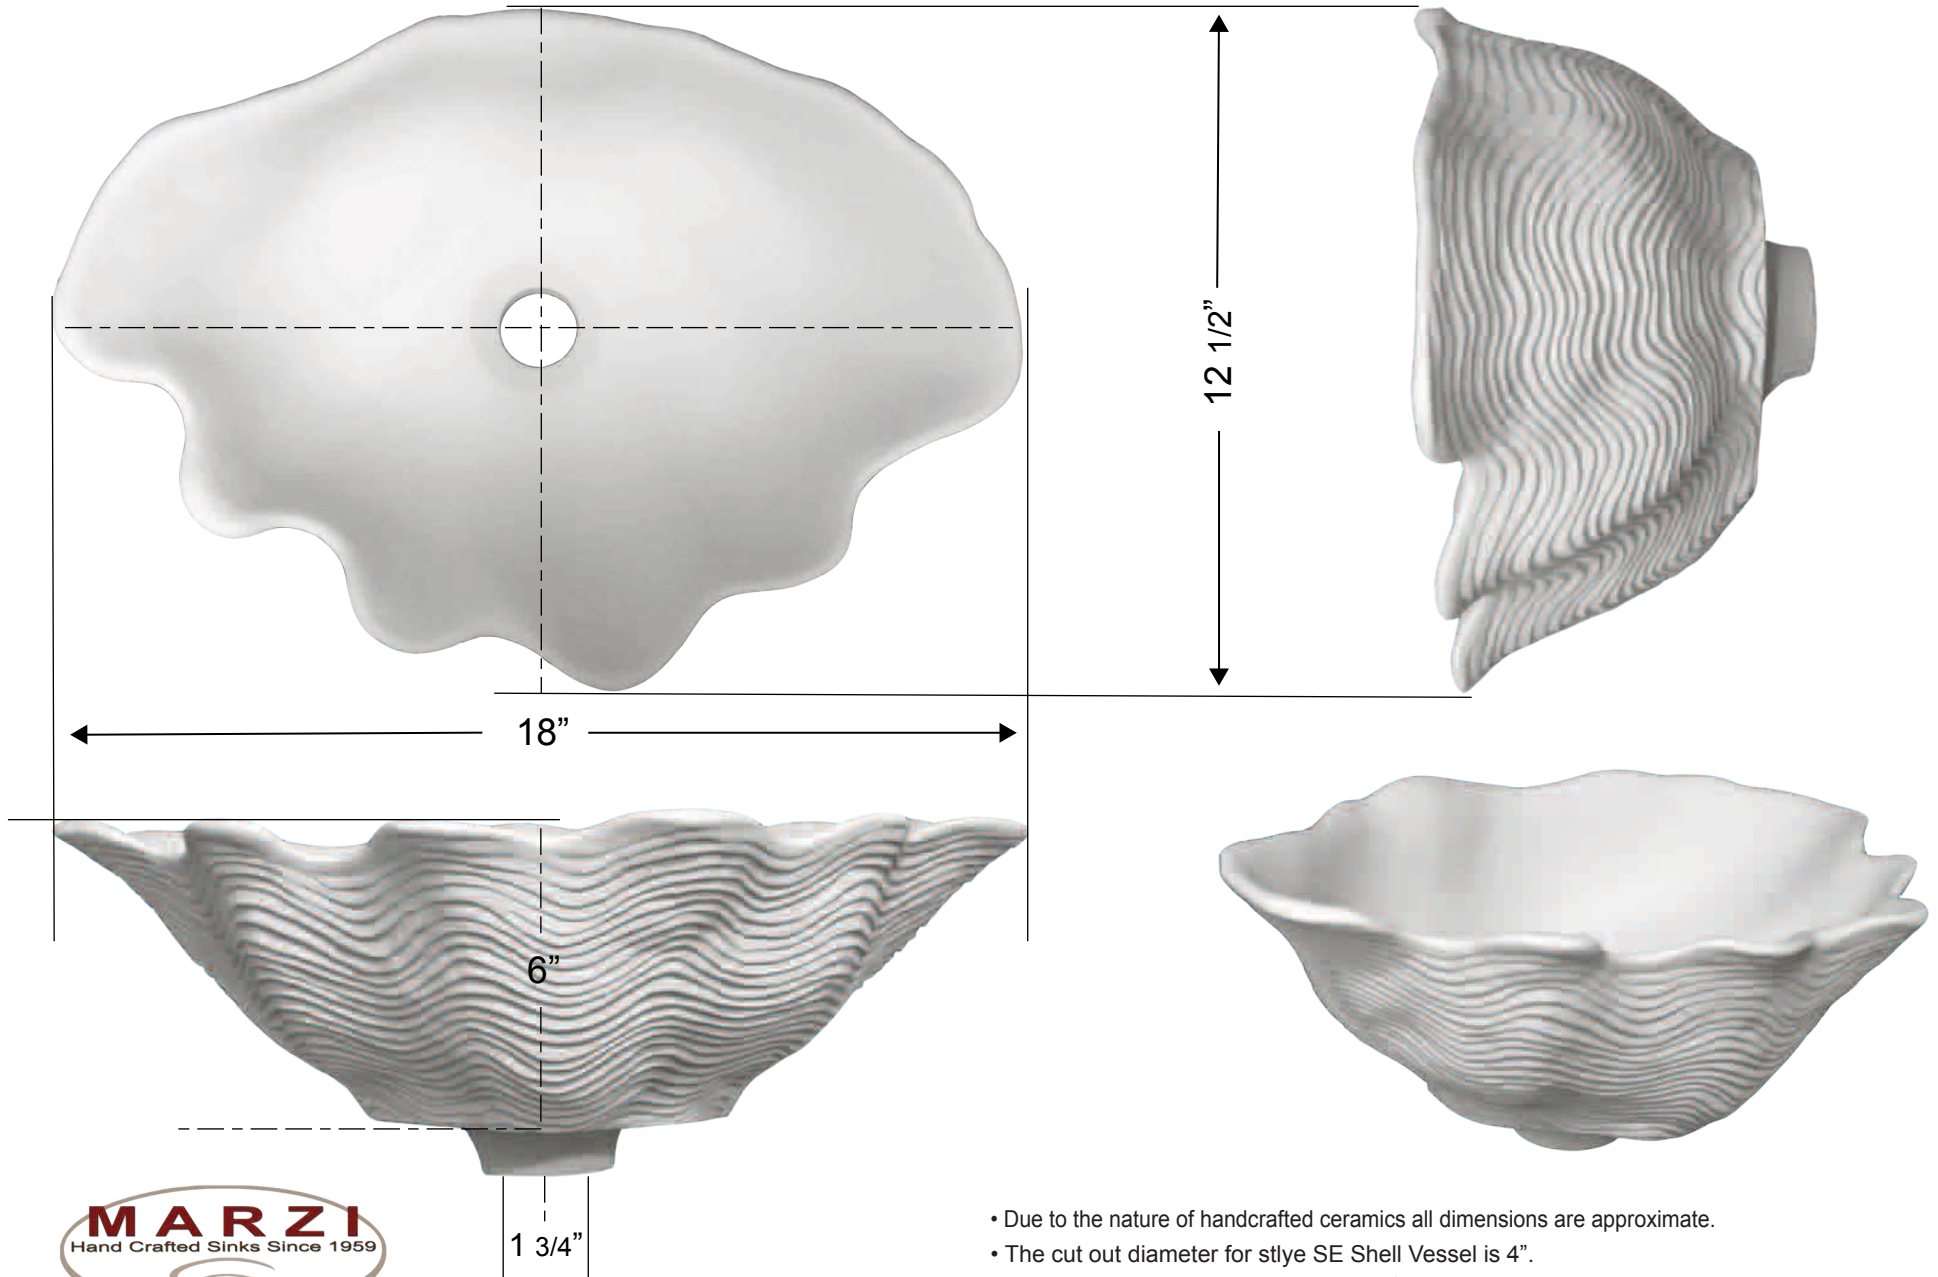 12 1/2”
18”
6”
1 3/4”
MARZI
Hand Crafted Sinks Since 1959
• Due to the nature of handcrafted ceramics all dimensions are approximate.
• The cut out diameter for stlye SE Shell Vessel is 4”.